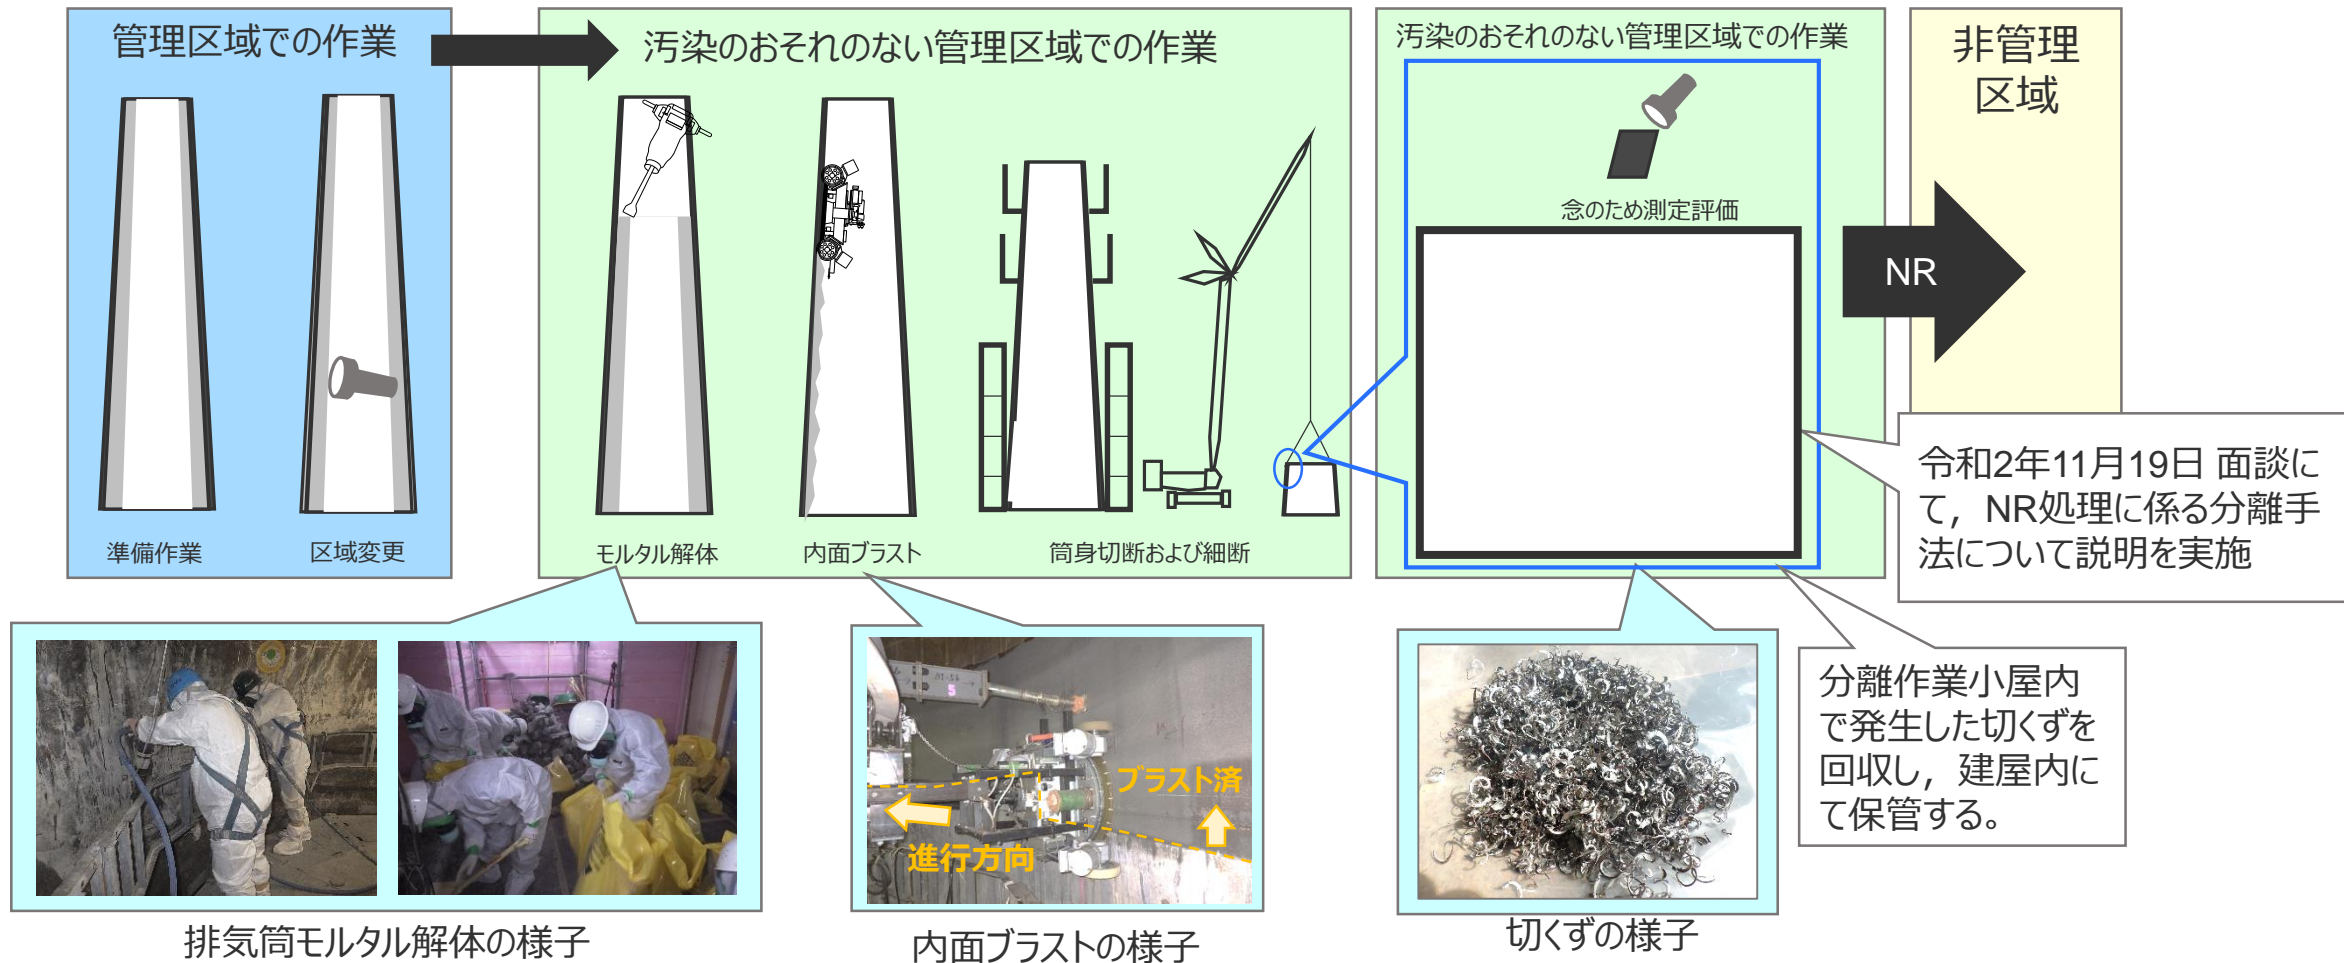 管理区域での作業
汚染のおそれのない管理区域での作業
汚染のおそれのない管理区域での作業
非管理
区域
念のため測定評価
NR
準備作業
区域変更
モルタル解体
内面ブラスト
筒身切断および細断
令和2年11月19日 面談に
て，NR処理に係る分離手
法について説明を実施
分離作業小屋内
で発生した切くずを
回収し，建屋内に
て保管する。
5
ブラスト済
進行方向
排気筒モルタル解体の様子
内面ブラストの様子
切くずの様子